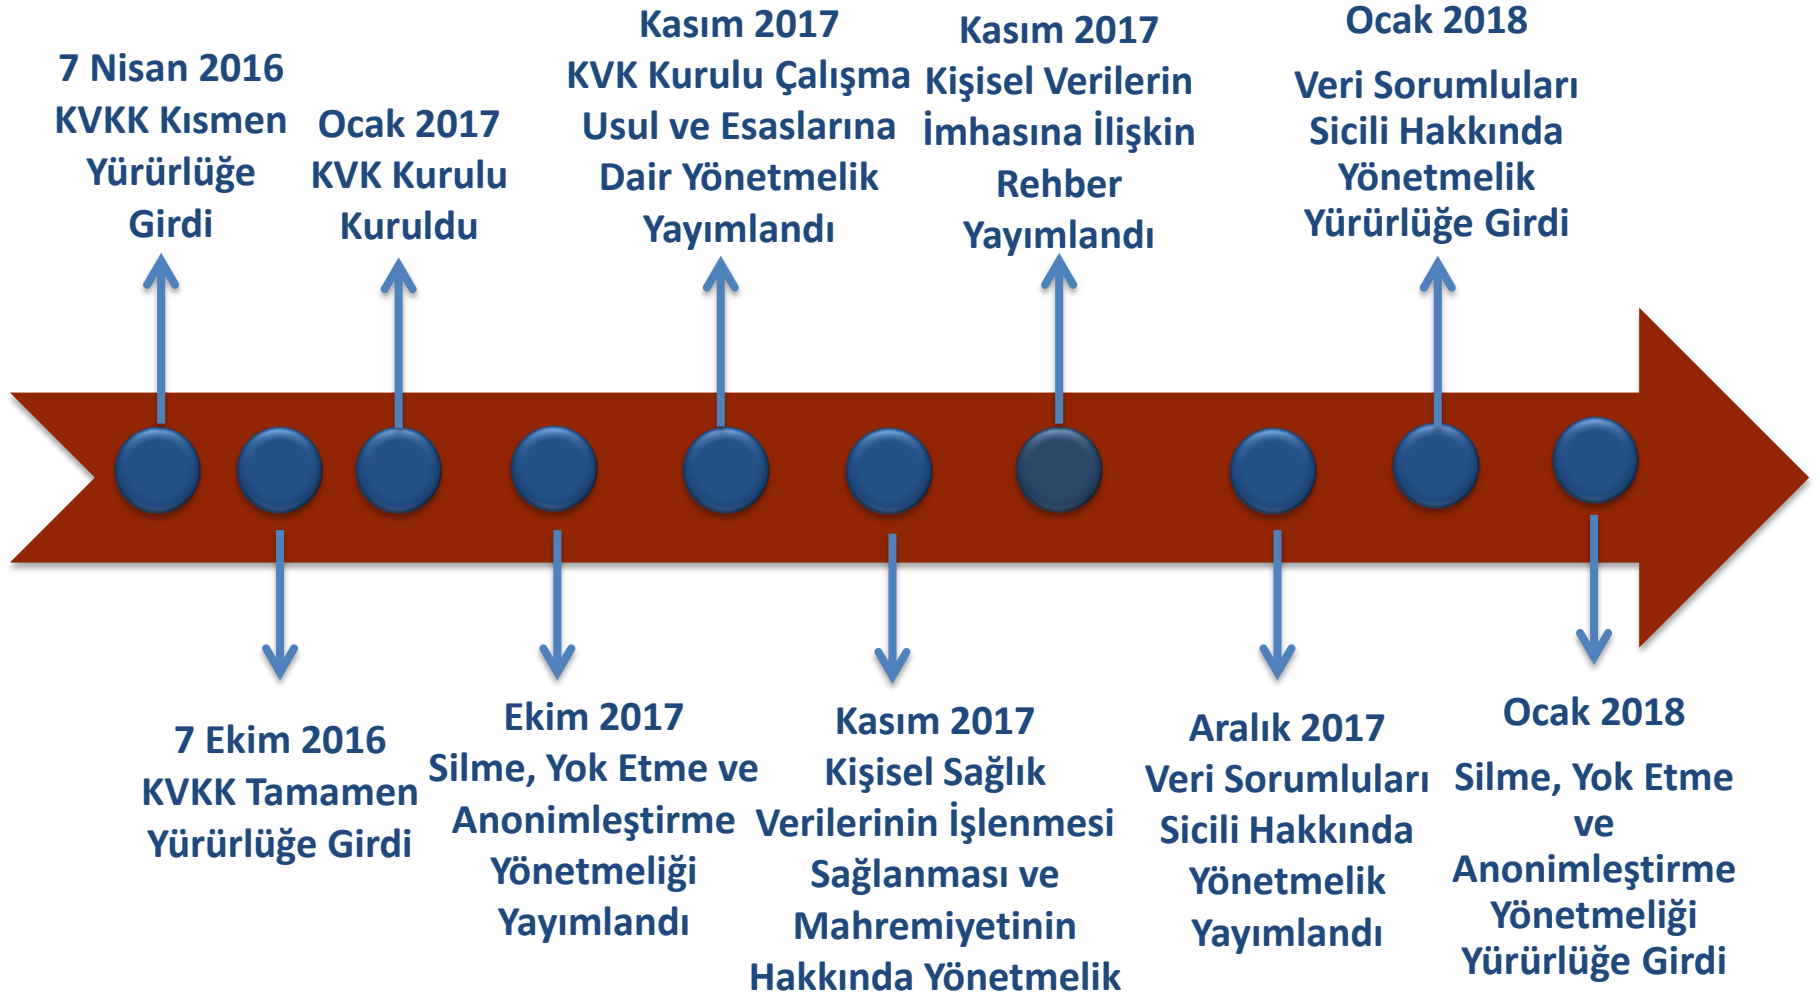 7 Nisan 2016
KVKK Kısmen
Yürürlüğe
Girdi
Ocak 2017
KVK Kurulu
Kuruldu
Kasım 2017
KVK Kurulu Çalışma
Usul ve Esaslarına
Dair Yönetmelik
Yayımlandı
Kasım 2017
Kişisel Verilerin
İmhasına İlişkin
Rehber
Yayımlandı
Ocak 2018
Veri Sorumluları
Sicili Hakkında
Yönetmelik
Yürürlüğe Girdi
7 Ekim 2016
KVKK Tamamen
Yürürlüğe Girdi
Ekim 2017
Silme, Yok Etme ve
Anonimleştirme
Yönetmeliği
Yayımlandı
Kasım 2017
Kişisel Sağlık
Verilerinin İşlenmesi
Sağlanması ve
Mahremiyetinin
Hakkında Yönetmelik
Aralık 2017
Veri Sorumluları
Sicili Hakkında
Yönetmelik
Yayımlandı
Ocak 2018
Silme, Yok Etme
ve
Anonimleştirme
Yönetmeliği
Yürürlüğe Girdi